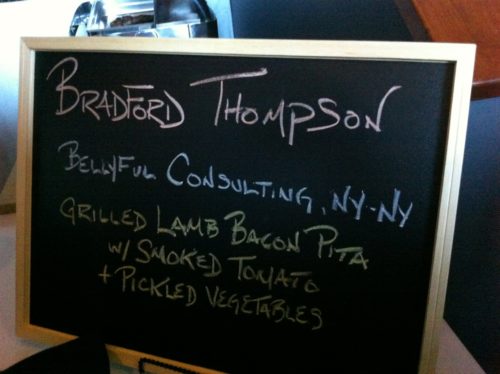 BRADFORD THOMPSON
BELLYFUL CONSULTING, NY-NY
GRILLED LAMB BACON PITA
W/ SMOKED TOMATO
+ PICKLED VEGETABLES